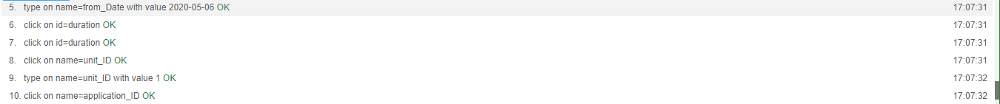 5. type on name=from_Date with value 2020-05-06 OK 17:07:31
6. click on id=duration OK 17:07:31
7. click on id=duration OK 17:07:31
8. click on name=unit_ID OK 17:07:31
9. type on name=unit_ID with value 1 OK 17:07:32
10. click on name=application_ID OK 17:07:32